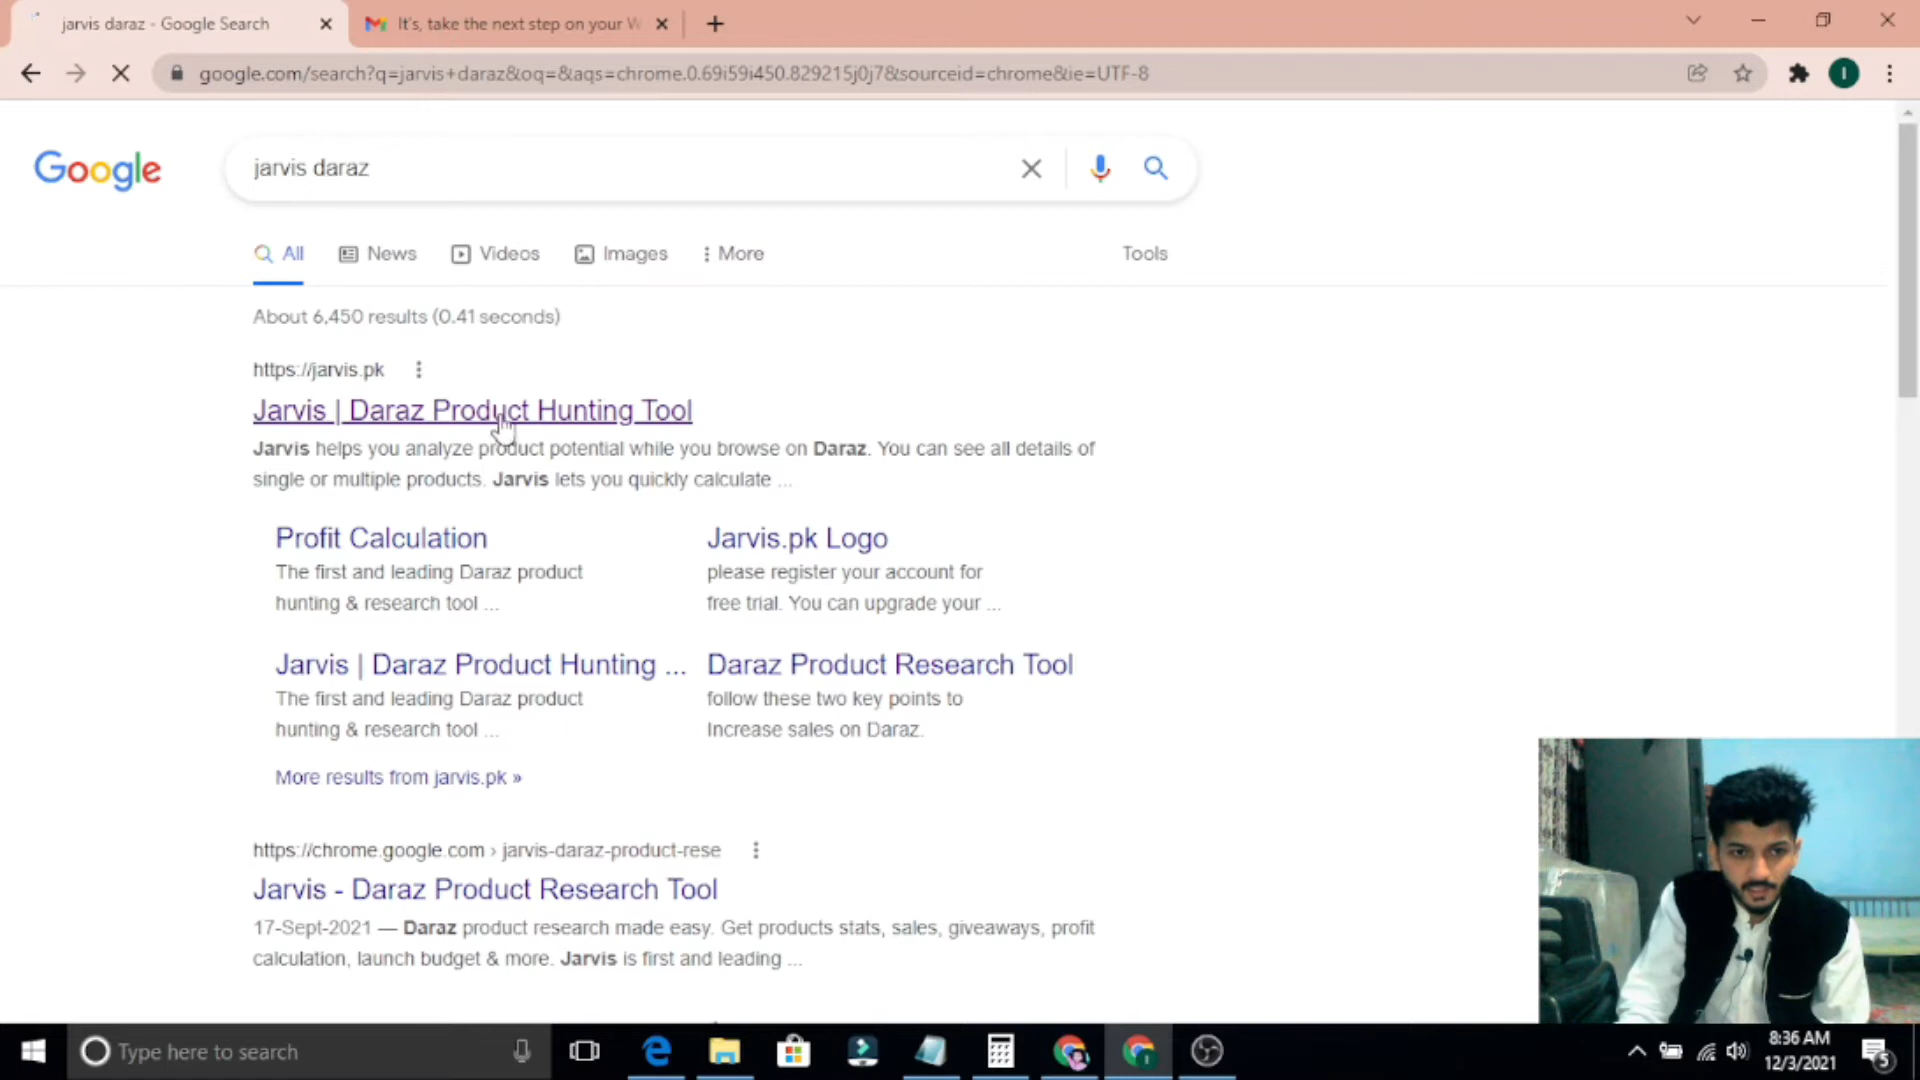 jarvis daraz - Google Search
It's, take the next step on your W
google.com/search?q=jarvis+daraz&oq=&aqs=chrome.0.69i59i450.829215j0j7&sourceid=chrome&ie=UTF-8
I
Google
jarvis daraz
All News Videos Images More Tools
About 6,450 results (0.41 seconds)
https://jarvis.pk
Jarvis | Daraz Product Hunting Tool
Jarvis helps you analyze product potential while you browse on Daraz. You can see all details of
single or multiple products. Jarvis lets you quickly calculate ...
Profit Calculation
The first and leading Daraz product
hunting & research tool ...
Jarvis.pk Logo
please register your account for
free trial. You can upgrade your ...
Jarvis | Daraz Product Hunting ...
The first and leading Daraz product
hunting & research tool ...
Daraz Product Research Tool
follow these two key points to
Increase sales on Daraz.
More results from jarvis.pk »
https://chrome.google.com › jarvis-daraz-product-rese
Jarvis - Daraz Product Research Tool
17-Sept-2021 — Daraz product research made easy. Get products stats, sales, giveaways, profit
calculation, launch budget & more. Jarvis is first and leading ...
Type here to search
8:36 AM
12/3/2021
5